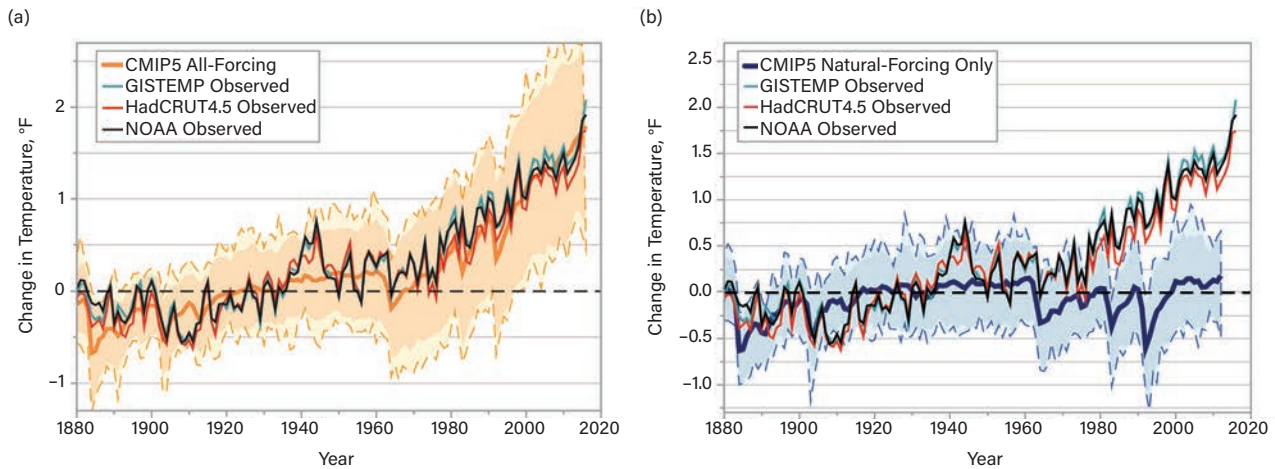 (a)
CMIP5 All-Forcing
GISTEMP Observed
HadCRUT4.5 Observed
NOAA Observed
Change in Temperature, °F
2
1
0
−1
1880 1900 1920 1940 1960 1980 2000 2020
Year
(b)
CMIP5 Natural-Forcing Only
GISTEMP Observed
HadCRUT4.5 Observed
NOAA Observed
Change in Temperature, °F
2.5
2.0
1.5
1.0
0.5
0.0
−0.5
−1.0
1880 1900 1920 1940 1960 1980 2000 2020
Year